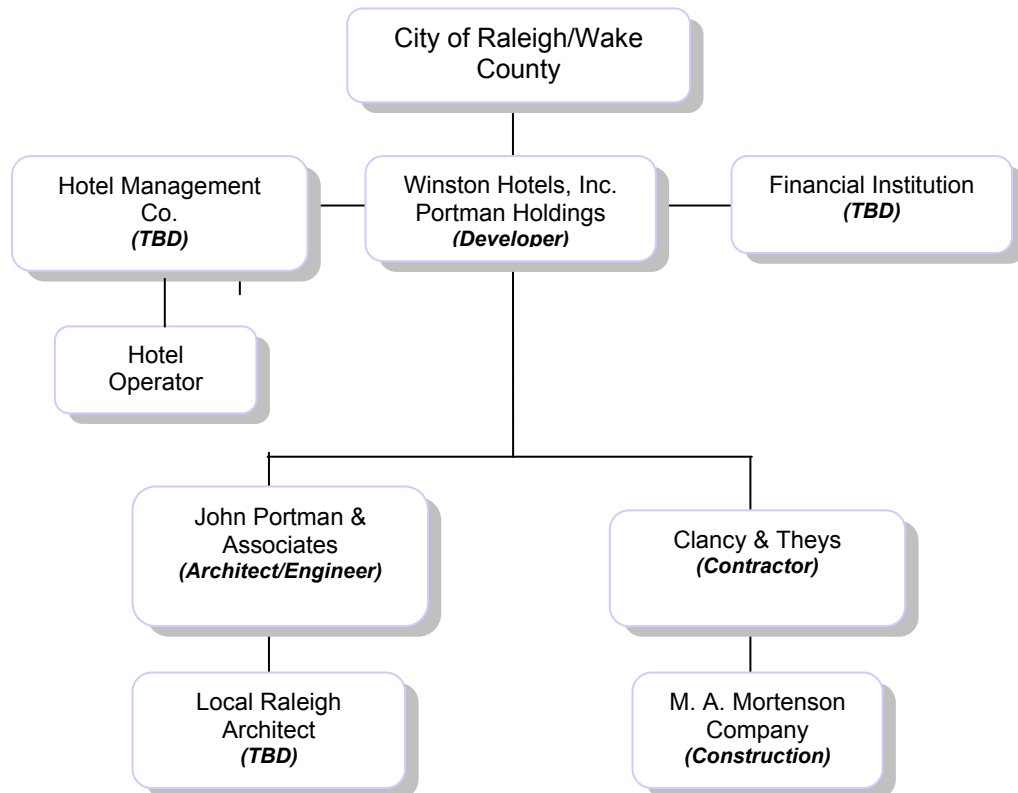 City of Raleigh/Wake
County
Hotel Management
Co.
(TBD)
Winston Hotels, Inc.
Portman Holdings
(Developer)
Financial Institution
(TBD)
Hotel
Operator
John Portman &
Associates
(Architect/Engineer)
Clancy & Theys
(Contractor)
Local Raleigh
Architect
(TBD)
M. A. Mortenson
Company
(Construction)